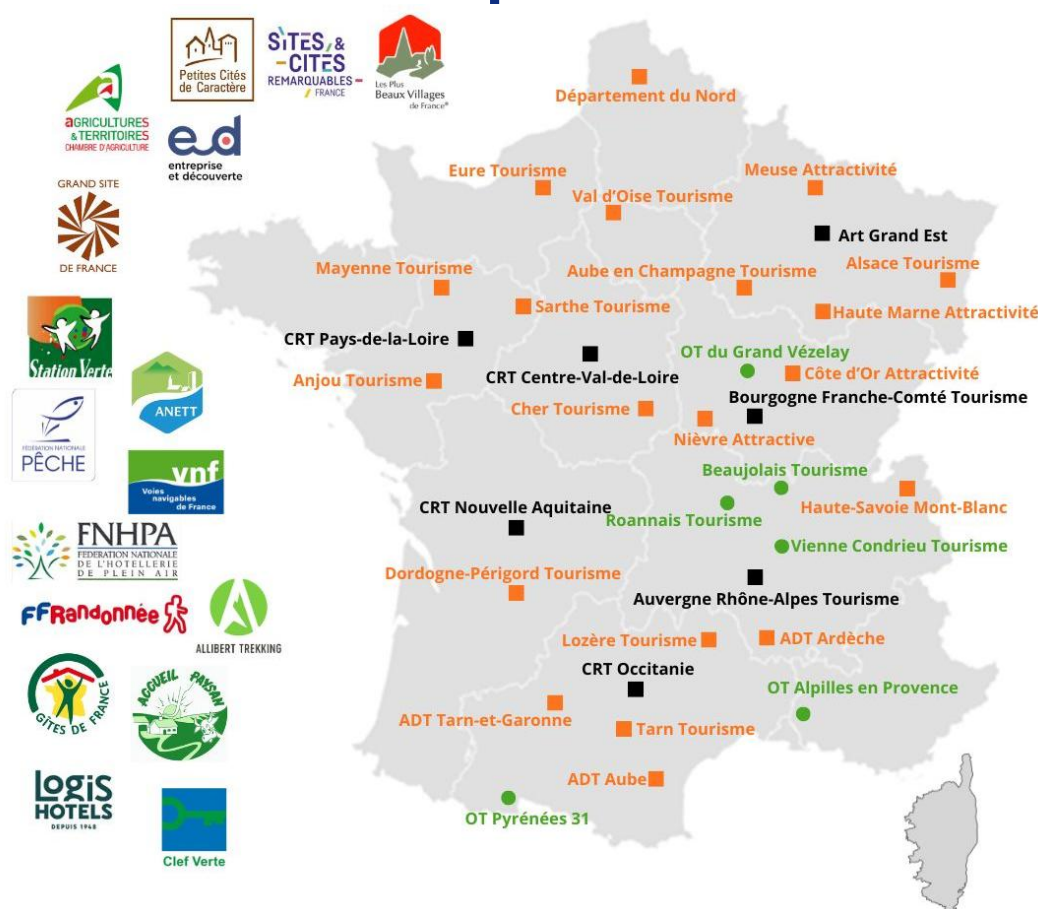 Petites Cités
de Caractère
SiTES, &
CiTÉS
REMARQUABLES
FRANCE
Les Plus
Beaux Villages
de France®
aGRICULTURES
& TERRITOIRES
CHAMBRE D'AGRICULTURE
e&d
entreprise
et découverte
GRAND SITE
DE FRANCE
Station Verte
ANETT
FÉDÉRATION NATIONALE
PÊCHE
vnf
Voies
navigables
de France
FNHPA
FEDERATION NATIONALE
DE L'HOTELLERIE
DE PLEIN AIR
FFRandonnée
ALLIBERT TREKKING
GÎTES DE FRANCE
ACCUEIL PAYSAN
LOGiS
HOTELS
DEPUIS 1948
Clef Verte
Département du Nord
Eure Tourisme
Meuse Attractivité
Val d'Oise Tourisme
Art Grand Est
Mayenne Tourisme
Aube en Champagne Tourisme
Alsace Tourisme
Sarthe Tourisme
Haute Marne Attractivité
CRT Pays-de-la-Loire
OT du Grand Vézelay
Anjou Tourisme
CRT Centre-Val-de-Loire
Côte d'Or Attractivité
Cher Tourisme
Bourgogne Franche-Comté Tourisme
Nièvre Attractive
Beaujolais Tourisme
CRT Nouvelle Aquitaine
Roannais Tourisme
Haute-Savoie Mont-Blanc
Vienne Condrieu Tourisme
Dordogne-Périgord Tourisme
Auvergne Rhône-Alpes Tourisme
Lozère Tourisme
ADT Ardèche
CRT Occitanie
OT Alpilles en Provence
ADT Tarn-et-Garonne
Tarn Tourisme
ADT Aube
OT Pyrénées 31